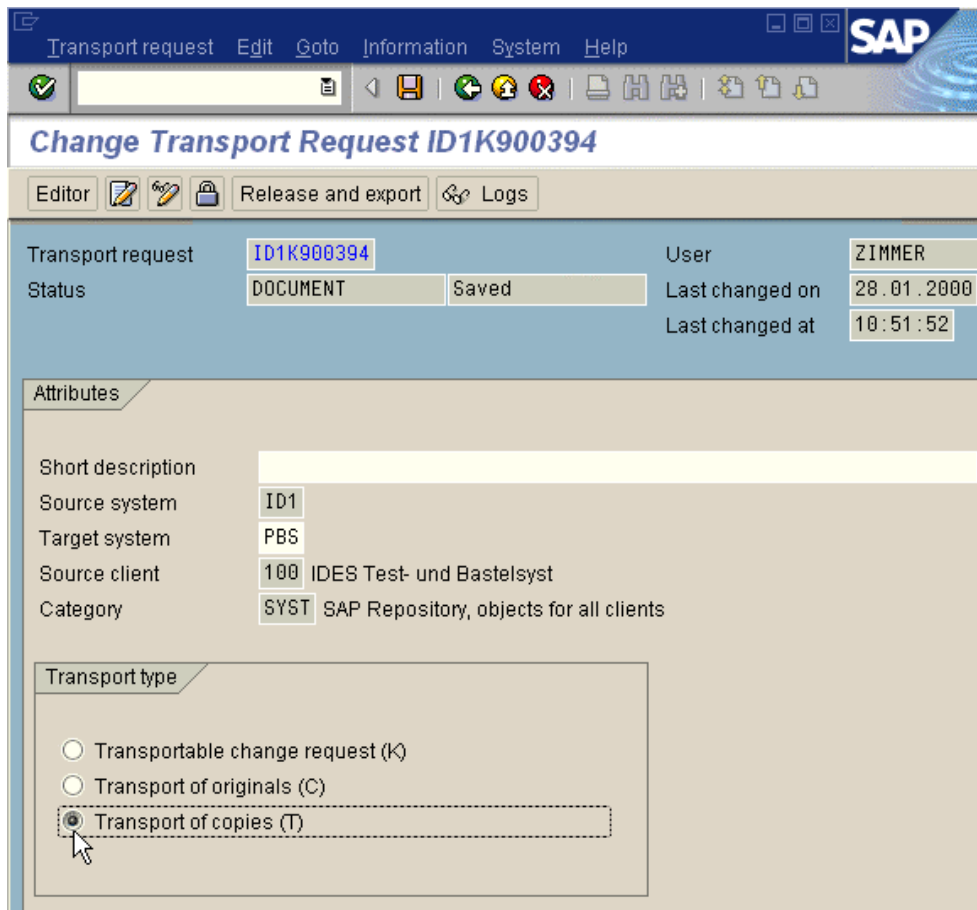 Transport request Edit Goto Information System Help
SAP
Change Transport Request ID1K900394
Editor Release and export Logs
Transport request ID1K900394 User ZIMMER
Status DOCUMENT Saved Last changed on 28.01.2000
Last changed at 10:51:52
Attributes
Short description
Source system ID1
Target system PBS
Source client 100 IDES Test- und Bastelsyst
Category SYST SAP Repository, objects for all clients
Transport type
Transportable change request (K)
Transport of originals (C)
Transport of copies (T)